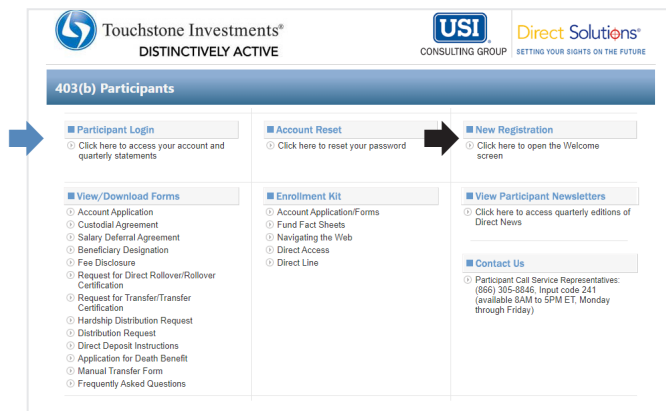 Touchstone Investments®
DISTINCTIVELY ACTIVE
USI
CONSULTING GROUP
Direct Solutions®
SETTING YOUR SIGHTS ON THE FUTURE
403(b) Participants
Participant Login
Click here to access your account and
quarterly statements
Account Reset
Click here to reset your password
New Registration
Click here to open the Welcome
screen
View/Download Forms
Account Application
Custodial Agreement
Salary Deferral Agreement
Beneficiary Designation
Fee Disclosure
Request for Direct Rollover/Rollover
Certification
Request for Transfer/Transfer
Certification
Hardship Distribution Request
Distribution Request
Direct Deposit Instructions
Application for Death Benefit
Manual Transfer Form
Frequently Asked Questions
Enrollment Kit
Account Application/Forms
Fund Fact Sheets
Navigating the Web
Direct Access
Direct Line
View Participant Newsletters
Click here to access quarterly editions of
Direct News
Contact Us
Participant Call Service Representatives:
(866) 305-8846, Input code 241
(available 8AM to 5PM ET, Monday
through Friday)